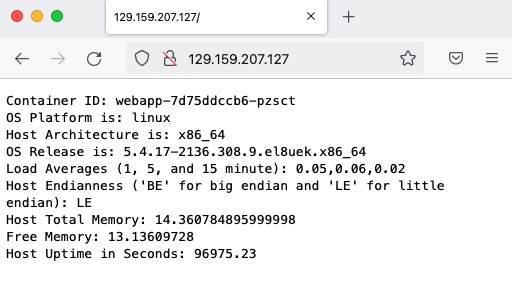 129.159.207.127/
129.159.207.127
Container ID: webapp-7d75ddccb6-pzsct
OS Platform is: linux
Host Architecture is: x86_64
OS Release is: 5.4.17-2136.308.9.el8uek.x86_64
Load Averages (1, 5, and 15 minute): 0.05,0.06,0.02
Host Endianness ('BE' for big endian and 'LE' for little
endian): LE
Host Total Memory: 14.360784895999998
Free Memory: 13.13609728
Host Uptime in Seconds: 96975.23